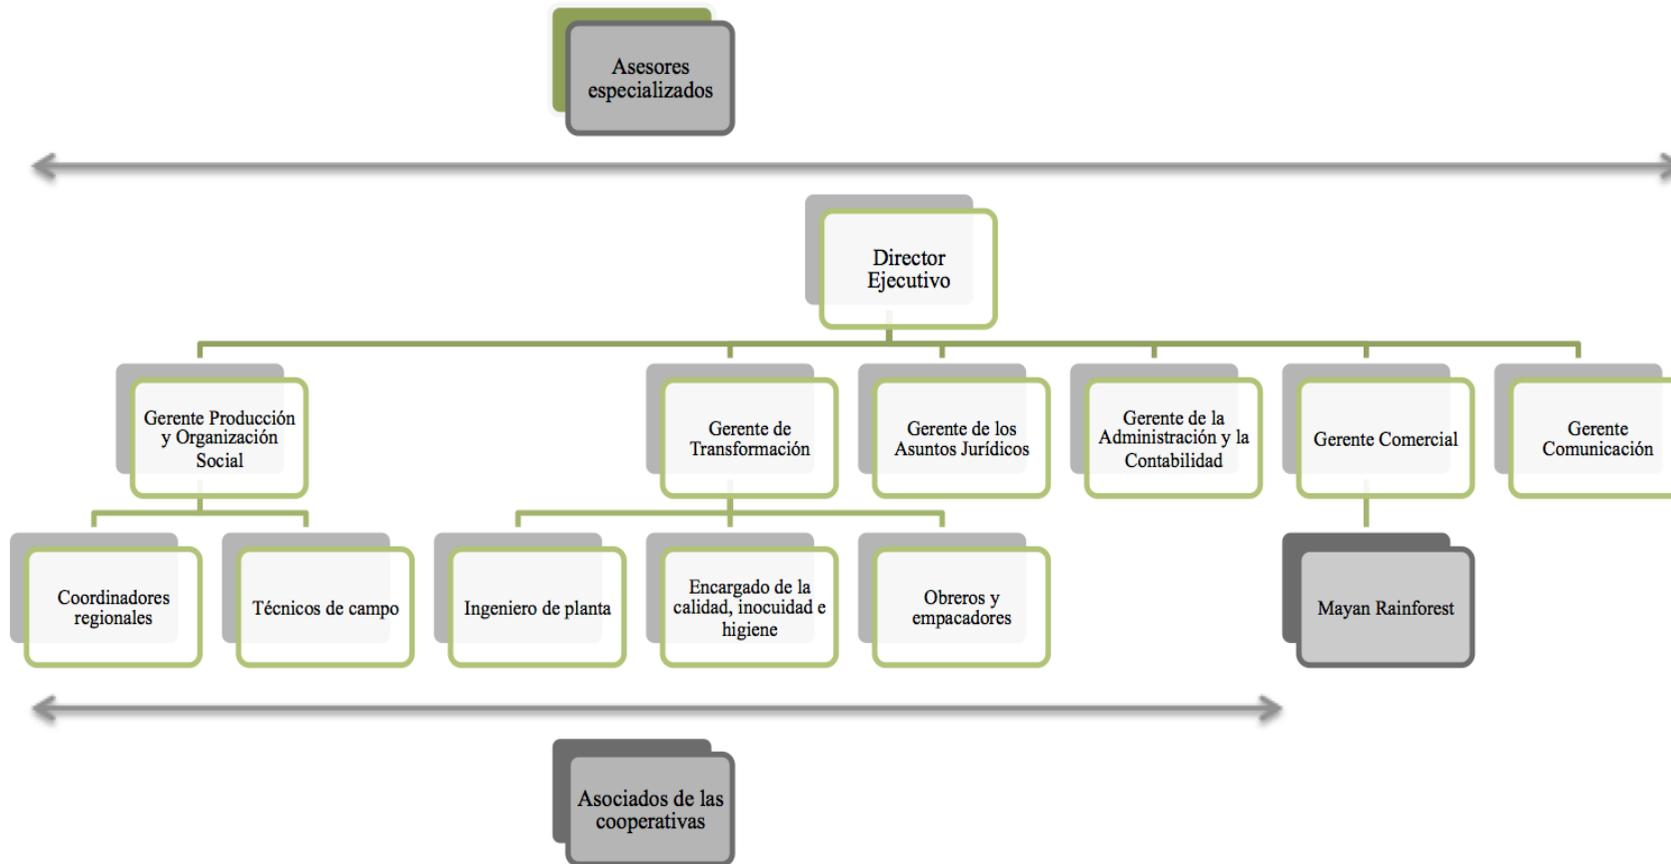 Asesores
especializados
Director
Ejecutivo
Gerente Producción
y Organización
Social
Gerente de
Transformación
Gerente de los
Asuntos Jurídicos
Gerente de la
Administración y la
Contabilidad
Gerente Comercial
Gerente
Comunicación
Coordinadores
regionales
Técnicos de campo
Ingeniero de planta
Encargado de la
calidad, inocuidad e
higiene
Obreros y
empacadores
Mayan Rainforest
Asociados de las
cooperativas